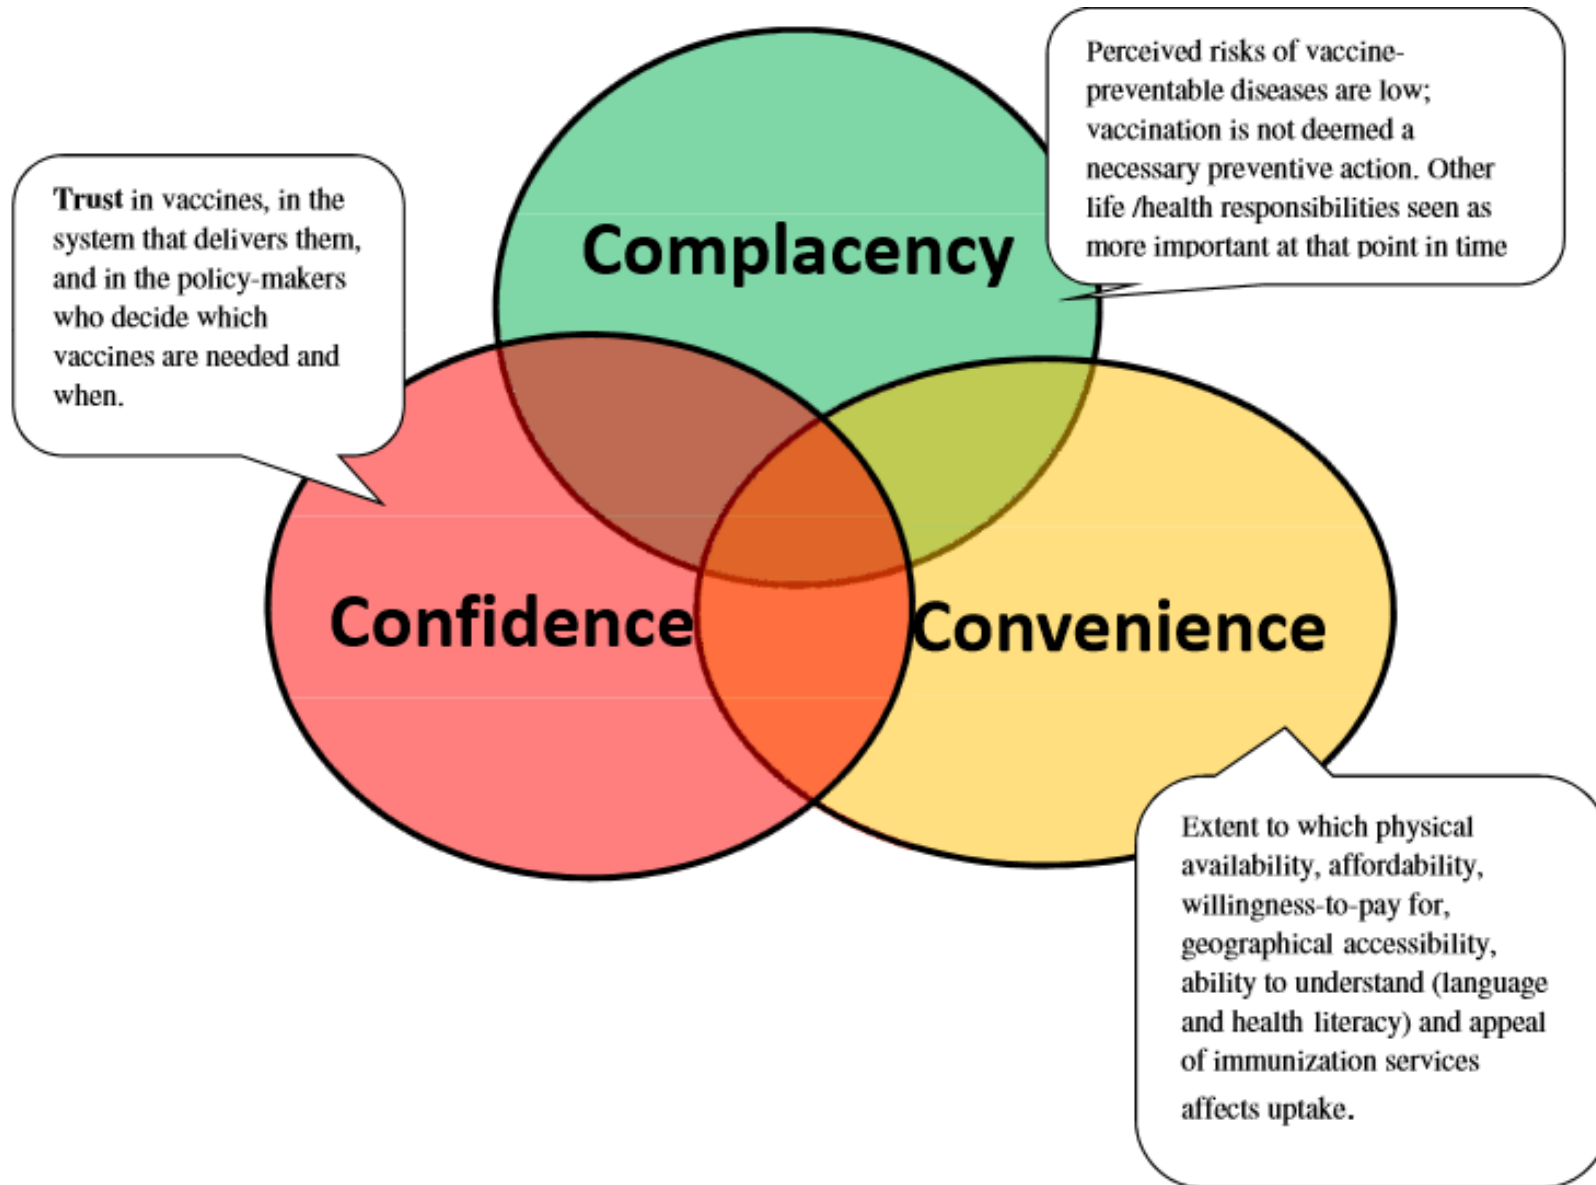 Perceived risks of vaccine-
preventable diseases are low;
vaccination is not deemed a
necessary preventive action. Other
life /health responsibilities seen as
more important at that point in time
Trust in vaccines, in the
system that delivers them,
and in the policy-makers
who decide which
vaccines are needed and
when.
Complacency
Confidence
Convenience
Extent to which physical
availability, affordability,
willingness-to-pay for,
geographical accessibility,
ability to understand (language
and health literacy) and appeal
of immunization services
affects uptake.